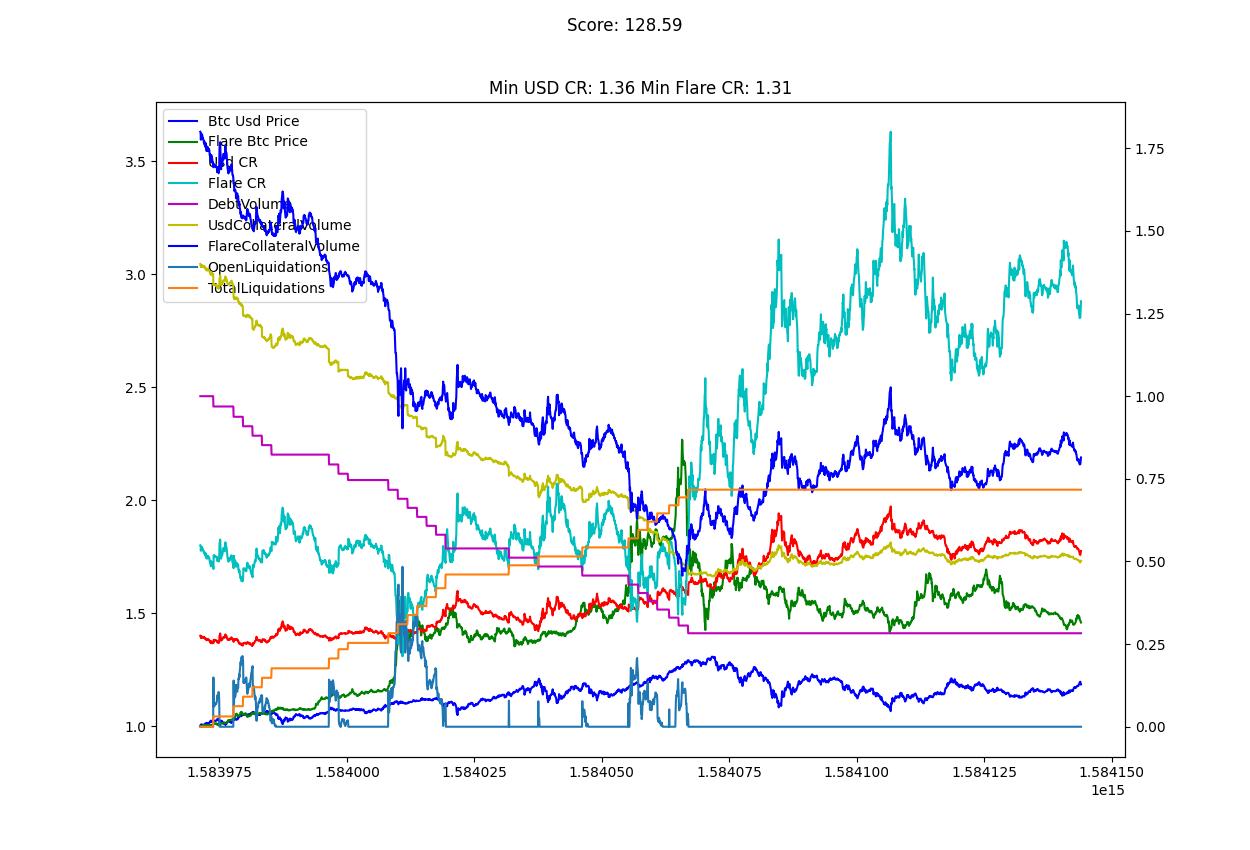 Score: 128.59
Min USD CR: 1.36 Min Flare CR: 1.31
Btc Usd Price
Flare Btc Price
Usd CR
Flare CR
DebtVolume
UsdCollateralVolume
FlareCollateralVolume
OpenLiquidations
TotalLiquidations
3.5
3.0
2.5
2.0
1.5
1.0
1.75
1.50
1.25
1.00
0.75
0.50
0.25
0.00
1.583975 1.584000 1.584025 1.584050 1.584075 1.584100 1.584125 1.584150
1e15